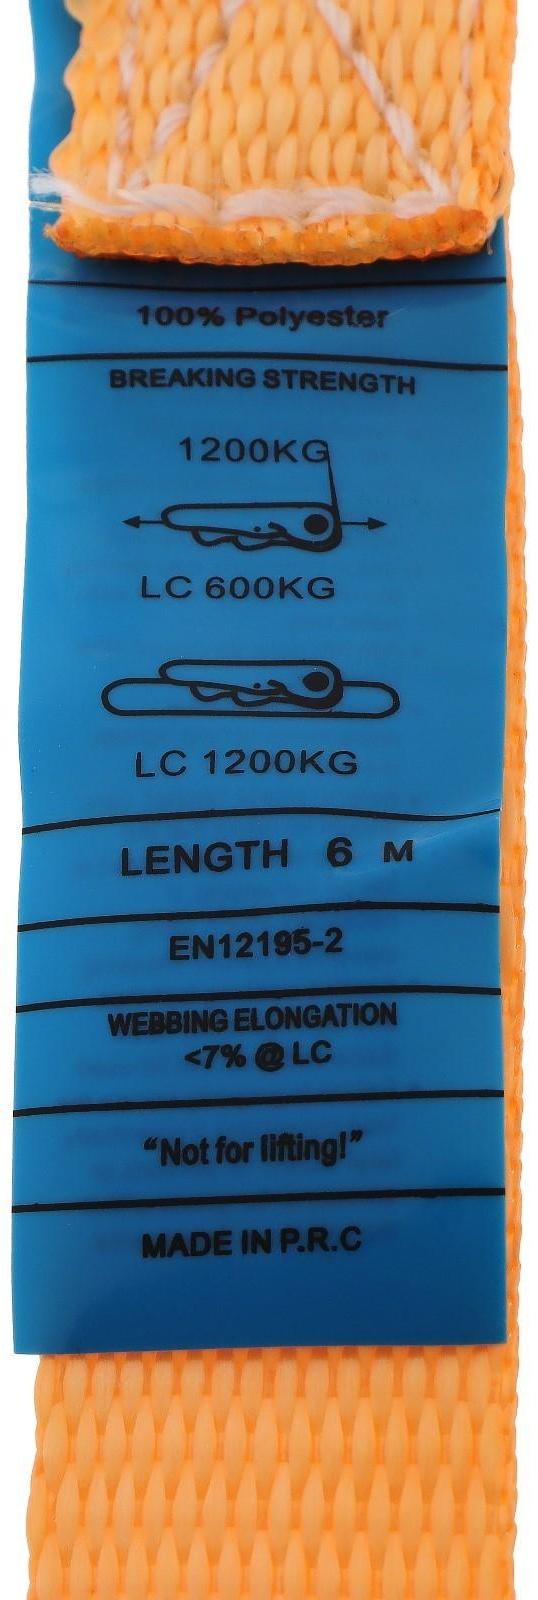 100% Polyester
BREAKING STRENGTH
1200KG
LC 600KG
LC 1200KG
LENGTH 6 M
EN12195-2
WEBBING ELONGATION
<7% @ LC
“Not for lifting!”
MADE IN P.R.C